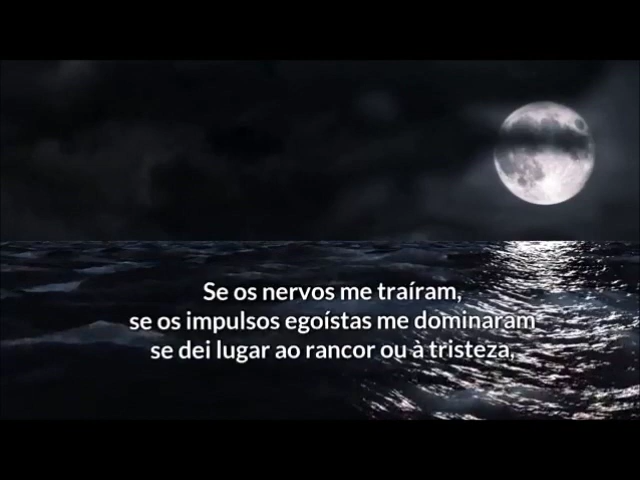 Se os nervos me traíram,
se os impulsos egoístas me dominaram
se dei lugar ao rancor ou à tristeza,